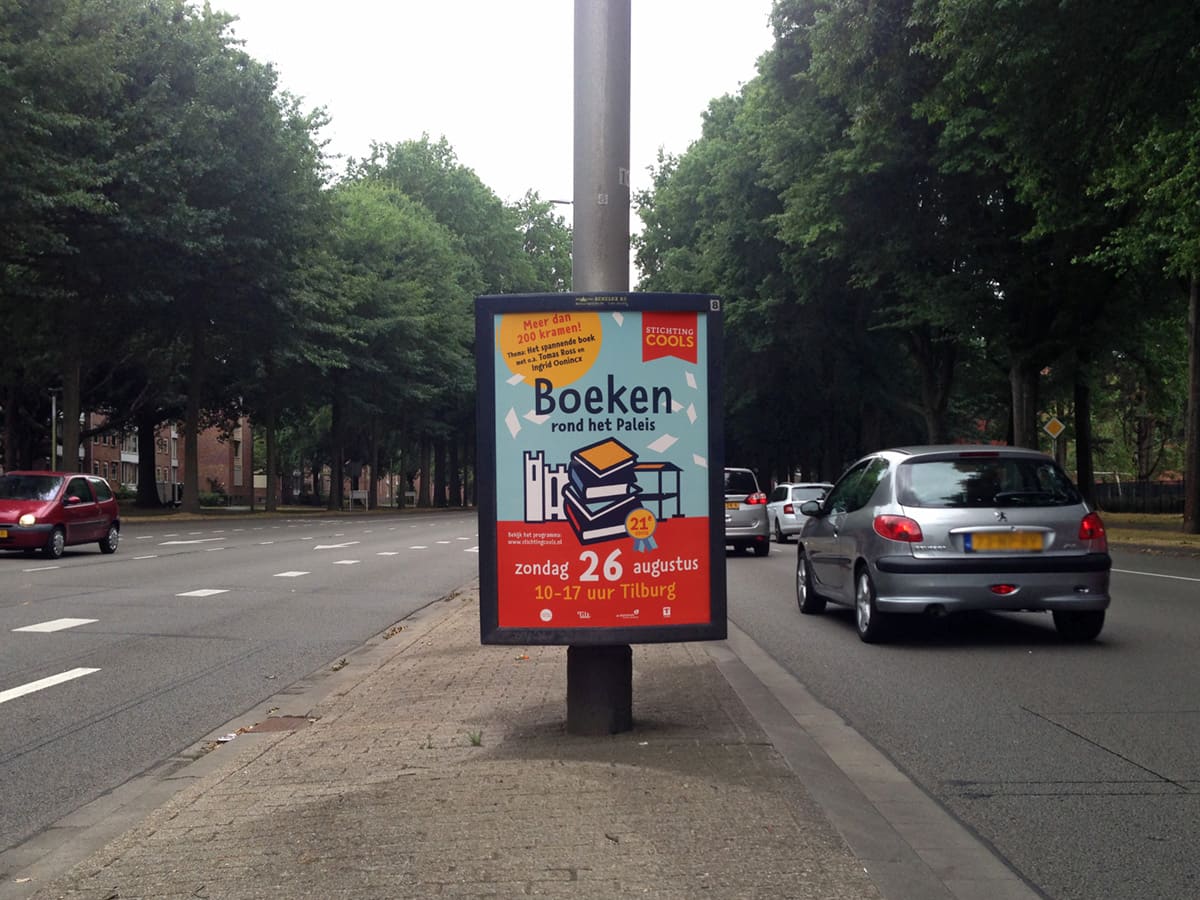 Meer dan
200 kramen!
Thema: Het spannende boek
met o.a. Tomas Ross en
Ingrid Oonincx
STICHTING
COOLS
Boeken
rond het Paleis
21e
Bekijk het programma:
www.stichtingcools.nl
zondag 26 augustus
10-17 uur Tilburg